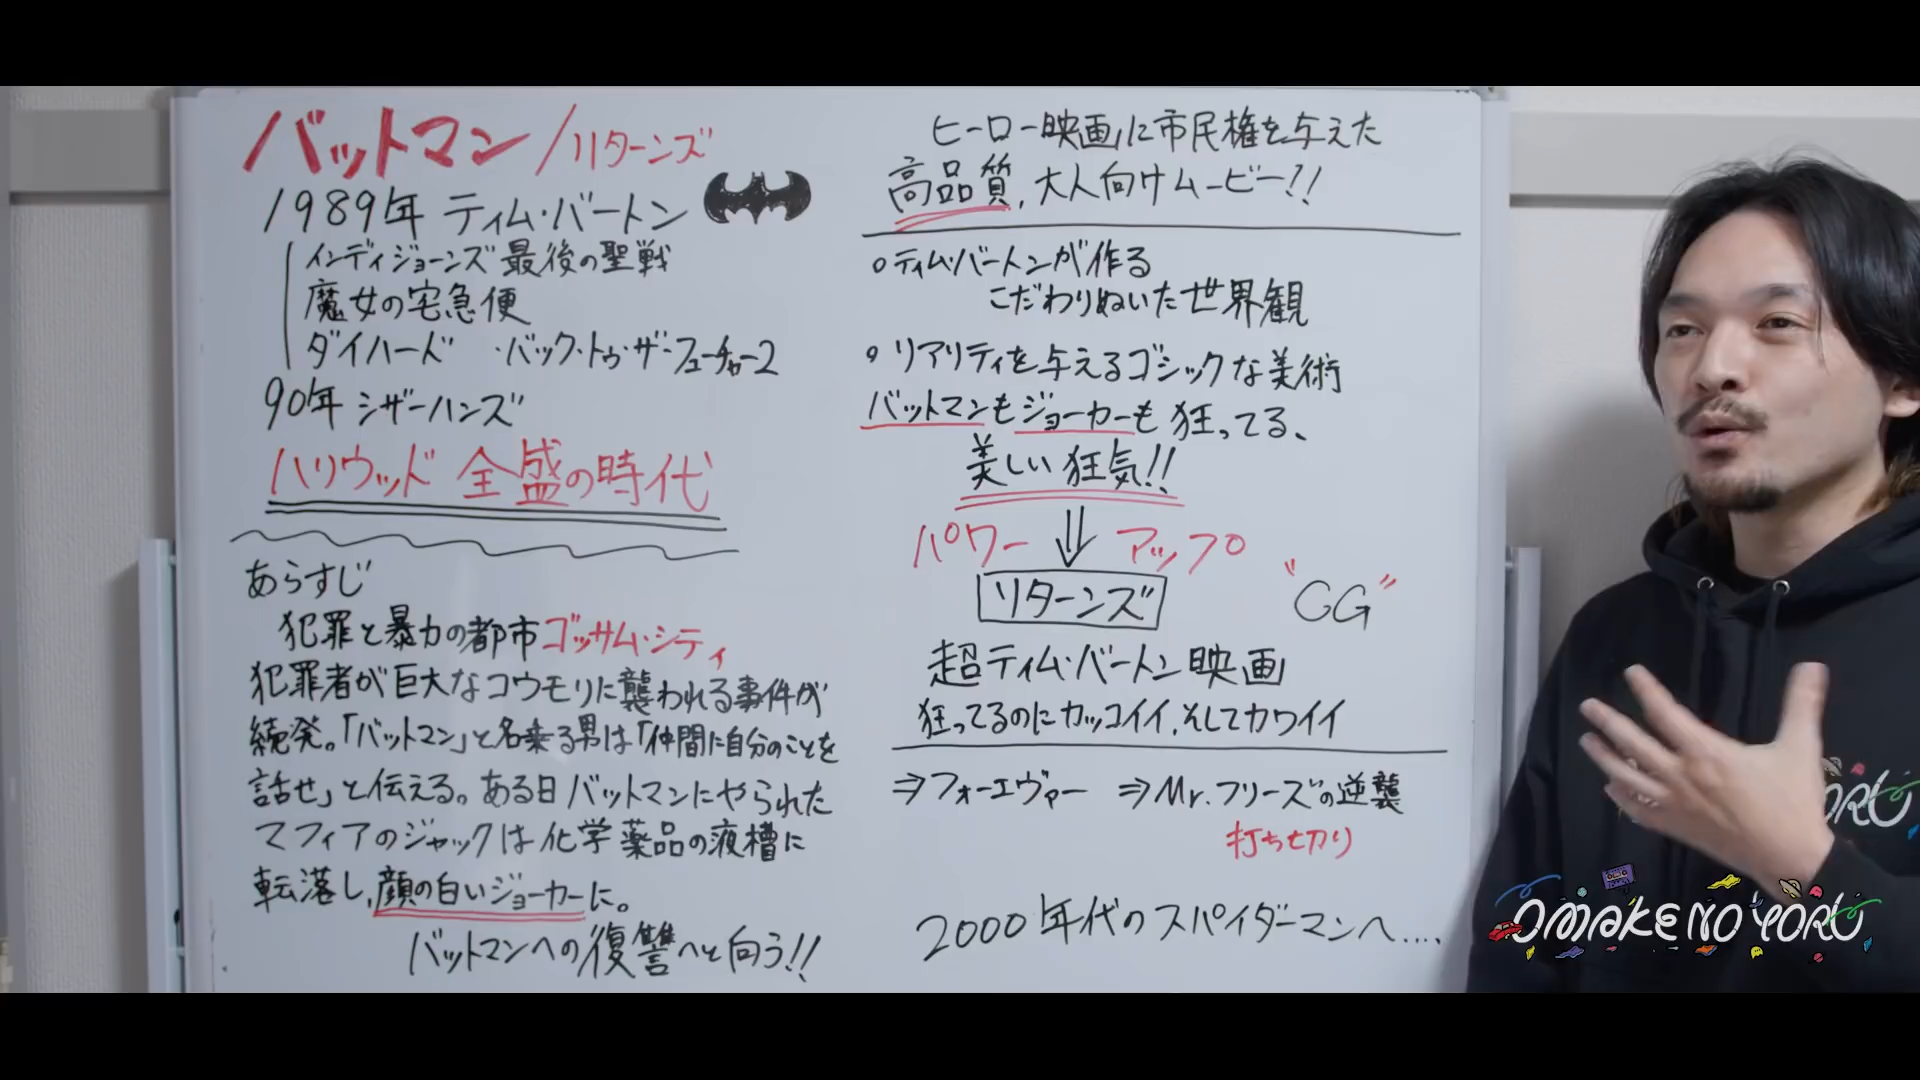 バットマン/リターンズ
1989年 ティム・バートン
インディジョーンズ 最後の聖戦
魔女の宅急便
ダイハード ・バック・トゥ・ザ・フューチャー2
90年 シザーハンズ
ハリウッド 全盛の時代
あらすじ
犯罪と暴力の都市 ゴッサム・シティ
犯罪者が巨大なコウモリに襲われる事件が
続発。「バットマン」と名乗る男は「仲間に自分のことを
話せ」と伝える。ある日バットマンにやられた
マフィアのジャックは化学薬品の液槽に
転落し、顔の白いジョーカーに。
バットマンへの復讐へと向う!!
ヒーロー映画に市民権を与えた
高品質、大人向けムービー!!
○ティム・バートンが作る
こだわりぬいた世界観
○リアリティを与えるゴシックな美術
バットマンもジョーカーも狂ってる、
美しい狂気!!
パワー ⇓ アップ
リターンズ
"CG"
超ティム・バートン映画
狂ってるのにカッコイイ、そしてカワイイ
⇒フォーエヴァー ⇒Mr.フリーズの逆襲
打ち切り
2000年代のスパイダーマンへ....
OMAKE NO YORU